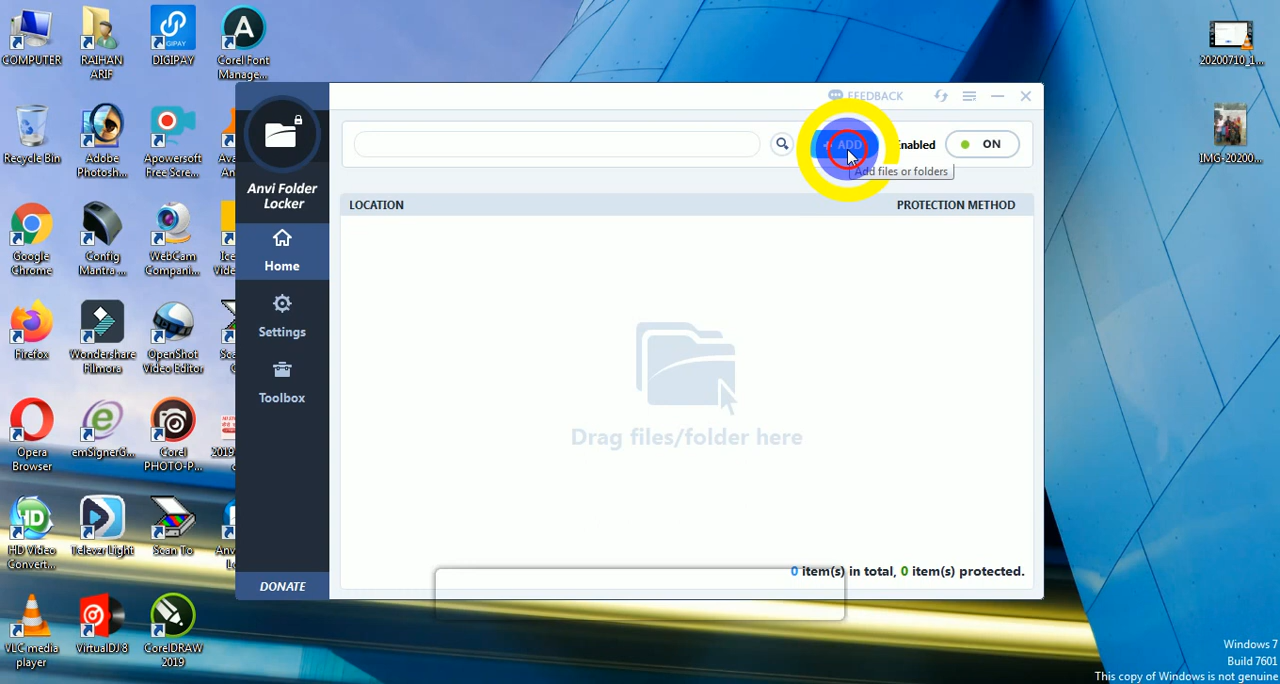 COMPUTER
RAIHAN
ARIF
DIGIPAY
DIGIPAY
Corel Font
Manage...
20200710_1...
FEEDBACK
ADD
Enabled
ON
Add files or folders
Recycle Bin
Adobe
Photosh...
Apowersoft
Free Scre...
Anvi Folder
Locker
IMG-20200...
LOCATION
PROTECTION METHOD
Google
Chrome
Config
Mantra ...
WebCam
Compani...
Home
Settings
Firefox
Wondershare
Filmora
OpenShot
Video Editor
Toolbox
Drag files/folder here
Opera
Browser
emSignerG...
Corel
PHOTO-P...
HD
HD Video
Convert...
Televzr Light
Scan To
0 item(s) in total, 0 item(s) protected.
DONATE
VLC media
player
VirtualDJ 8
CorelDRAW
2019
Windows 7
Build 7601
This copy of Windows is not genuine